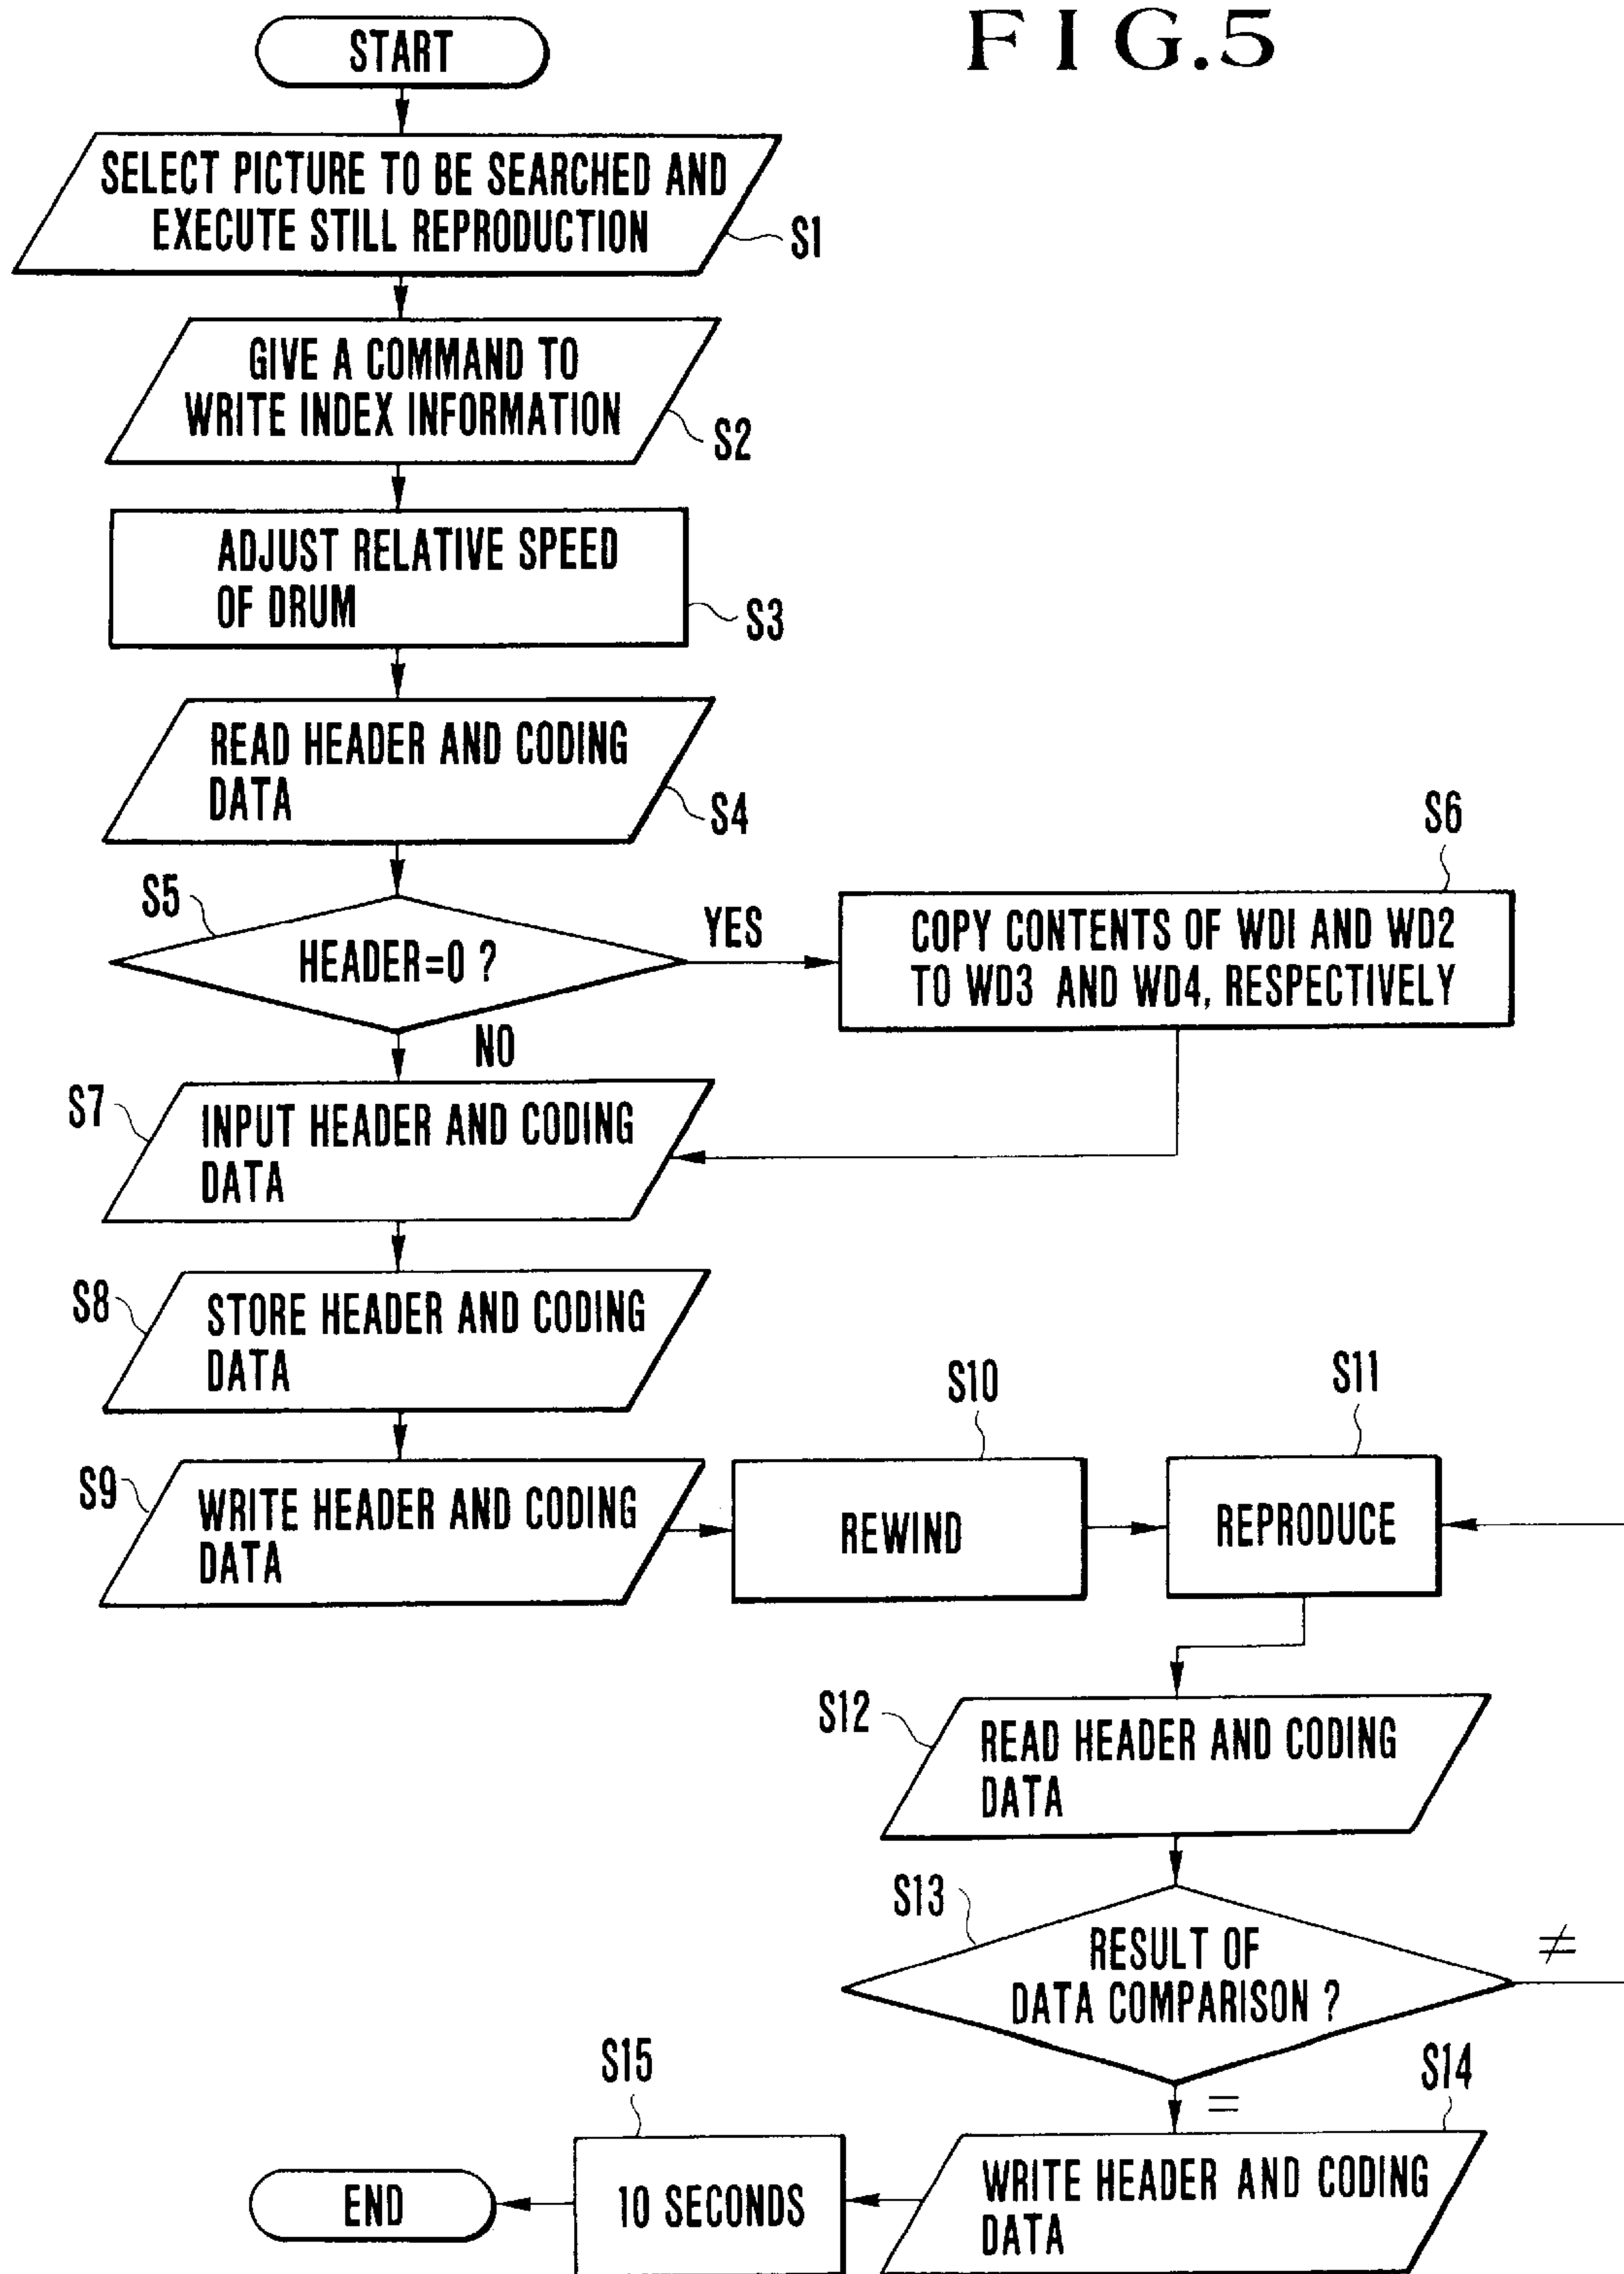 FIG.5
START
SELECT PICTURE TO BE SEARCHED AND
EXECUTE STILL REPRODUCTION
S1
GIVE A COMMAND TO
WRITE INDEX INFORMATION
S2
ADJUST RELATIVE SPEED
OF DRUM
S3
READ HEADER AND CODING
DATA
S4
S5
HEADER=0 ?
YES
NO
S6
COPY CONTENTS OF WD1 AND WD2
TO WD3 AND WD4, RESPECTIVELY
S7
INPUT HEADER AND CODING
DATA
S8
STORE HEADER AND CODING
DATA
S9
WRITE HEADER AND CODING
DATA
S10
REWIND
S11
REPRODUCE
S12
READ HEADER AND CODING
DATA
S13
RESULT OF
DATA COMPARISON ?
≠
=
S14
WRITE HEADER AND CODING
DATA
S15
10 SECONDS
END